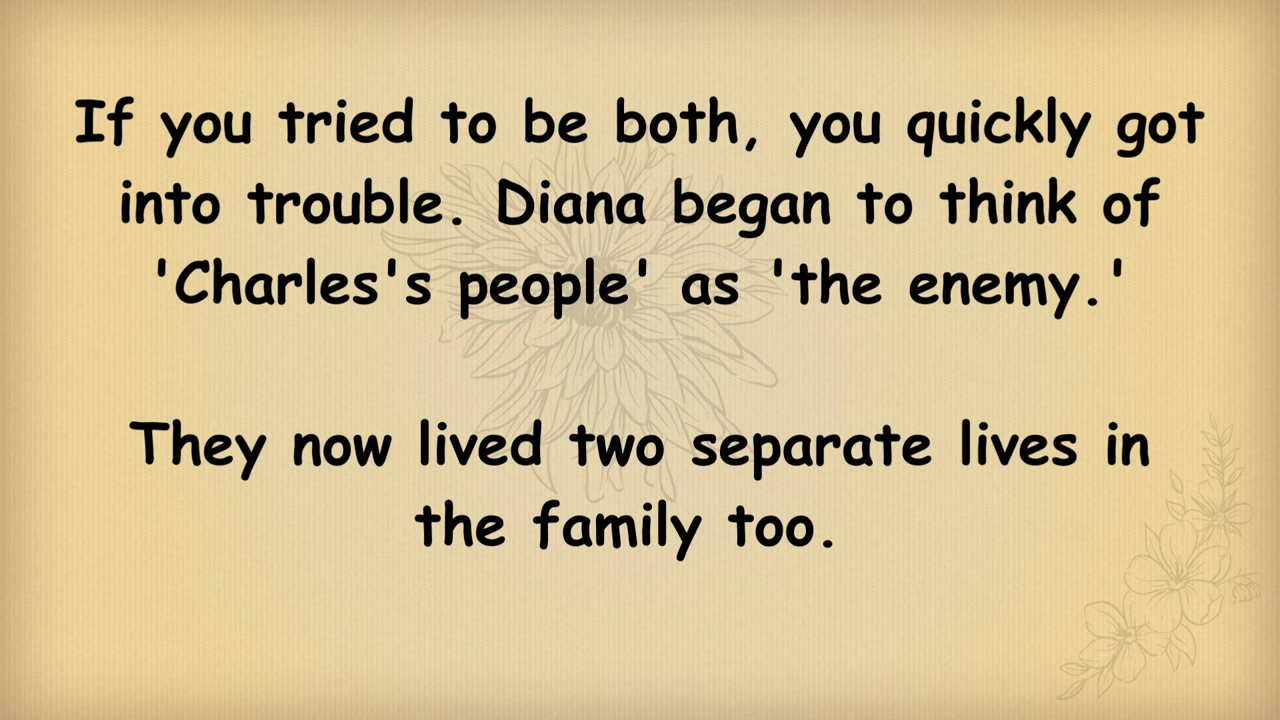 If you tried to be both, you quickly got
into trouble. Diana began to think of
'Charles's people' as 'the enemy.'
They now lived two separate lives in
the family too.